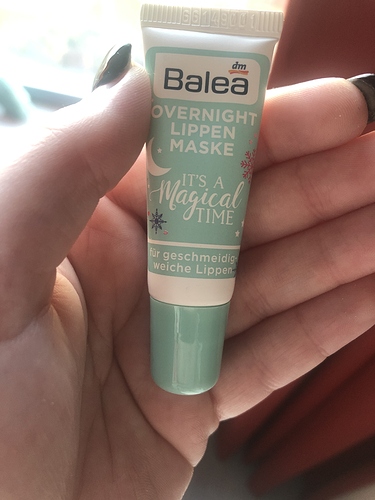 dm
Balea
OVERNIGHT
LIPPEN
MASKE
IT'S A
Magical
TIME
Für geschmeidig-
weiche Lippen